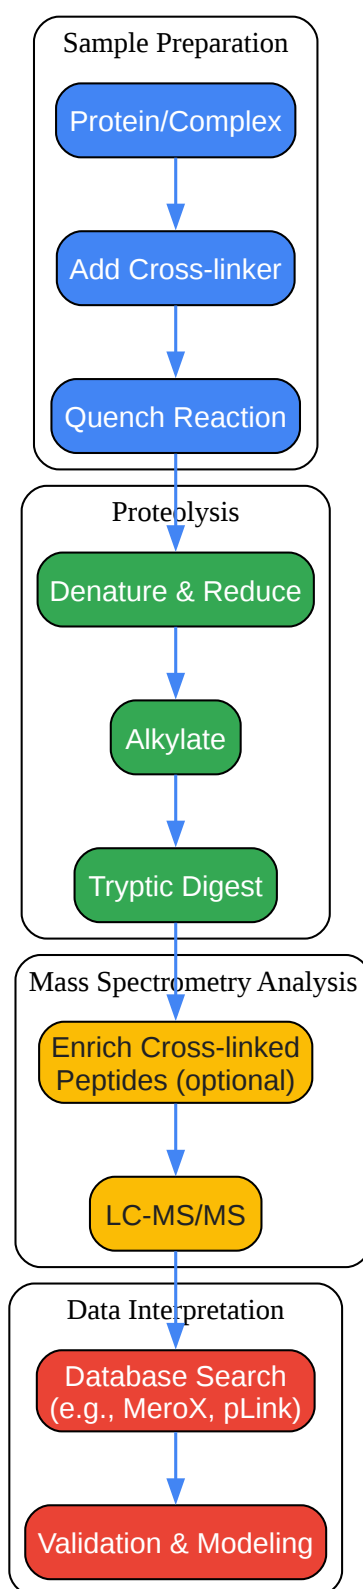 Sample Preparation
Protein/Complex
Add Cross-linker
Quench Reaction
Proteolysis
Denature & Reduce
Alkylate
Tryptic Digest
Mass Spectrometry Analysis
Enrich Cross-linked
Peptides (optional)
LC-MS/MS
Data Interpretation
Database Search
(e.g., MeroX, pLink)
Validation & Modeling